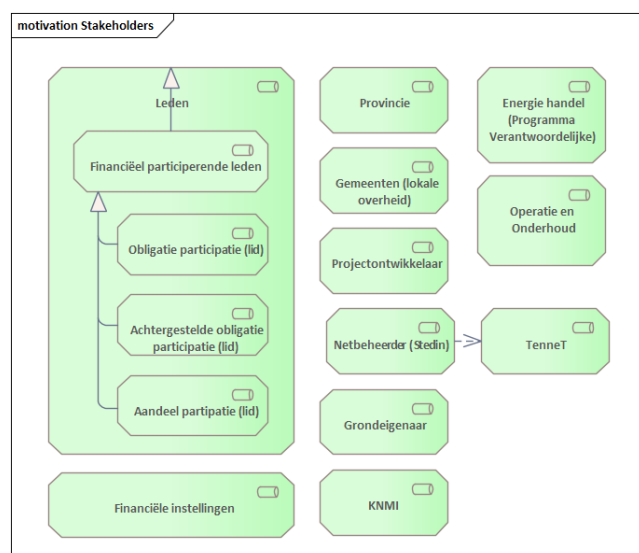 motivation Stakeholders
Leden
Financiëel participerende leden
Obligatie participatie (lid)
Achtergestelde obligatie
participatie (lid)
Aandeel partipatie (lid)
Financiële instellingen
Provincie
Gemeenten (lokale
overheid)
Projectontwikkelaar
Netbeheerder (Stedin)
Grondeigenaar
KNMI
Energie handel
(Programma
Verantwoordelijke)
Operatie en
Onderhoud
TenneT